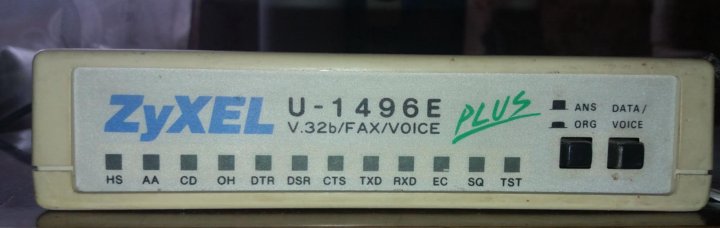 ZyXEL U-1496E PLUS
V.32b/FAX/VOICE
ANS DATA/
ORG VOICE
HS AA CD OH DTR DSR CTS TXD RXD EC SQ TST